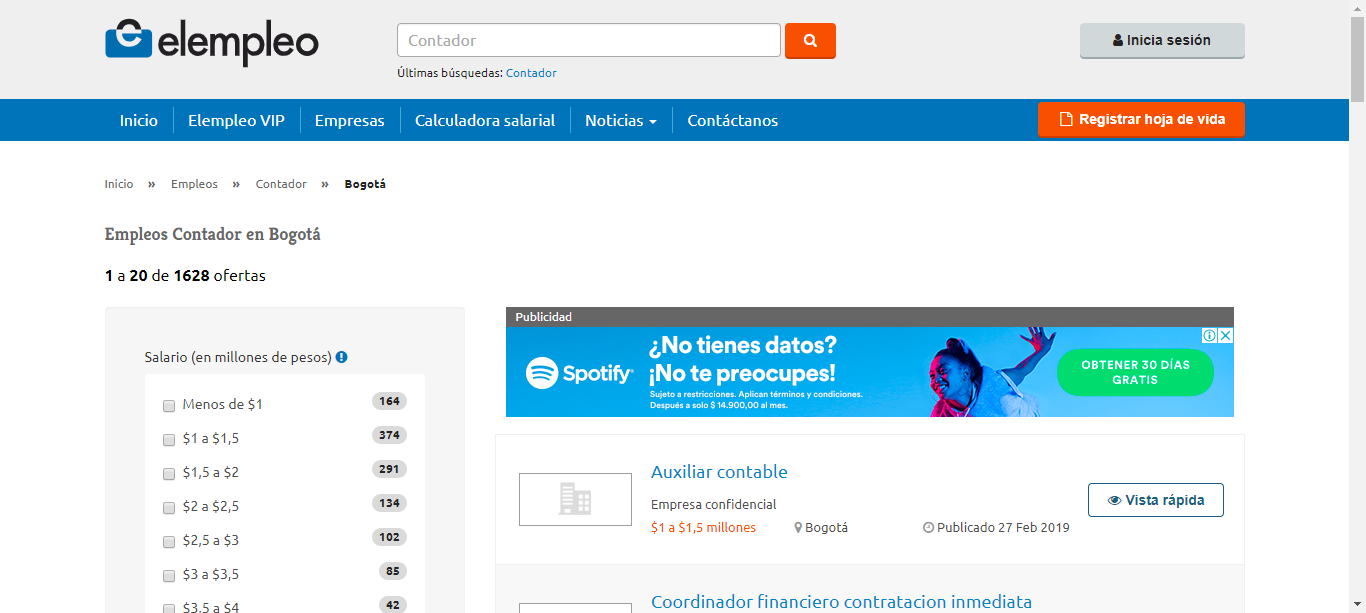 elempleo
Contador
Inicia sesión
Últimas búsquedas: Contador
Inicio
Elempleo VIP
Empresas
Calculadora salarial
Noticias
Contáctanos
Registrar hoja de vida
Inicio » Empleos » Contador » Bogotá
Empleos Contador en Bogotá
1 a 20 de 1628 ofertas
Salario (en millones de pesos)
Menos de $1 164
$1 a $1,5 374
$1,5 a $2 291
$2 a $2,5 134
$2,5 a $3 102
$3 a $3,5 85
$3,5 a $4 42
Publicidad
Spotify
¿No tienes datos?
¡No te preocupes!
Sujeto a restricciones. Aplican términos y condiciones.
Después a solo $ 14.900,00 al mes.
OBTENER 30 DÍAS
GRATIS
Auxiliar contable
Empresa confidencial
$1 a $1,5 millones
Bogotá
Publicado 27 Feb 2019
Vista rápida
Coordinador financiero contratacion inmediata